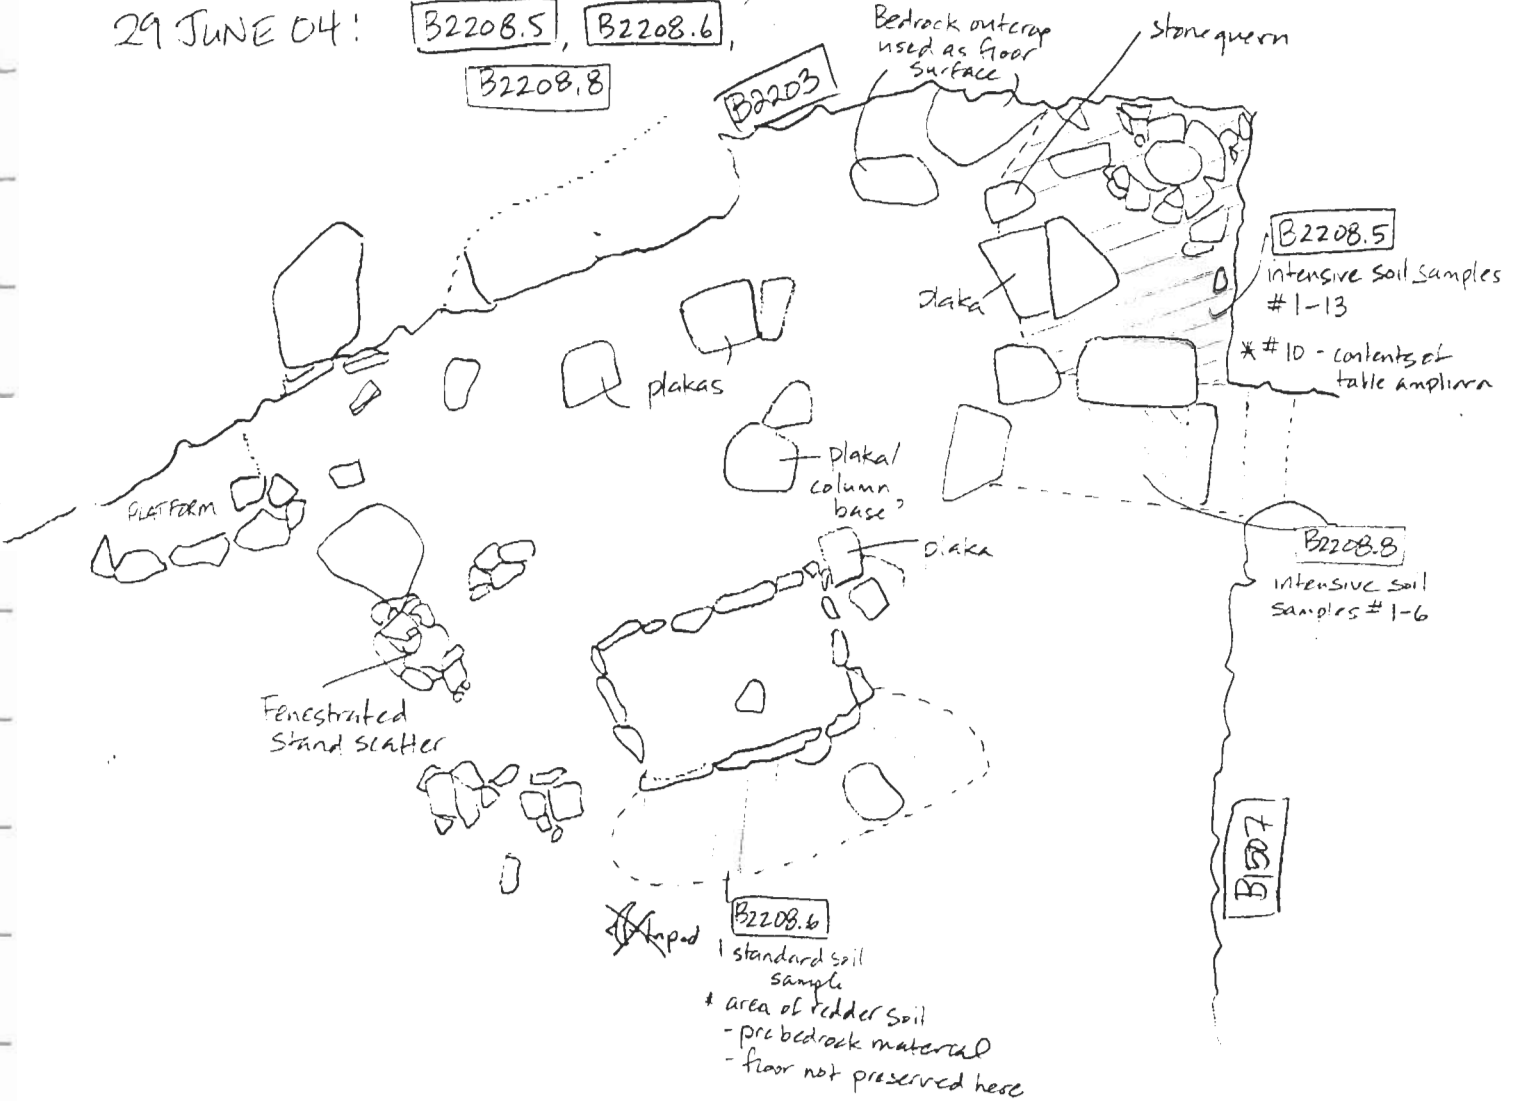 29 JUNE 04: B2208.5, B2208.6,
B2208.8
B2203
Bedrock outcrop
used as floor
surface
stone quern
B2208.5
intensive soil samples
#1-13
* #10 - contents of
table amphora
plaka
plakas
plaka/
column
base?
plaka
PLATFORM
B2208.8
intensive soil
samples #1-6
Fenestrated
stand scatter
B1507
B2208.6
1 standard soil
sample
* area of redder soil
- pre bedrock material
- floor not preserved here